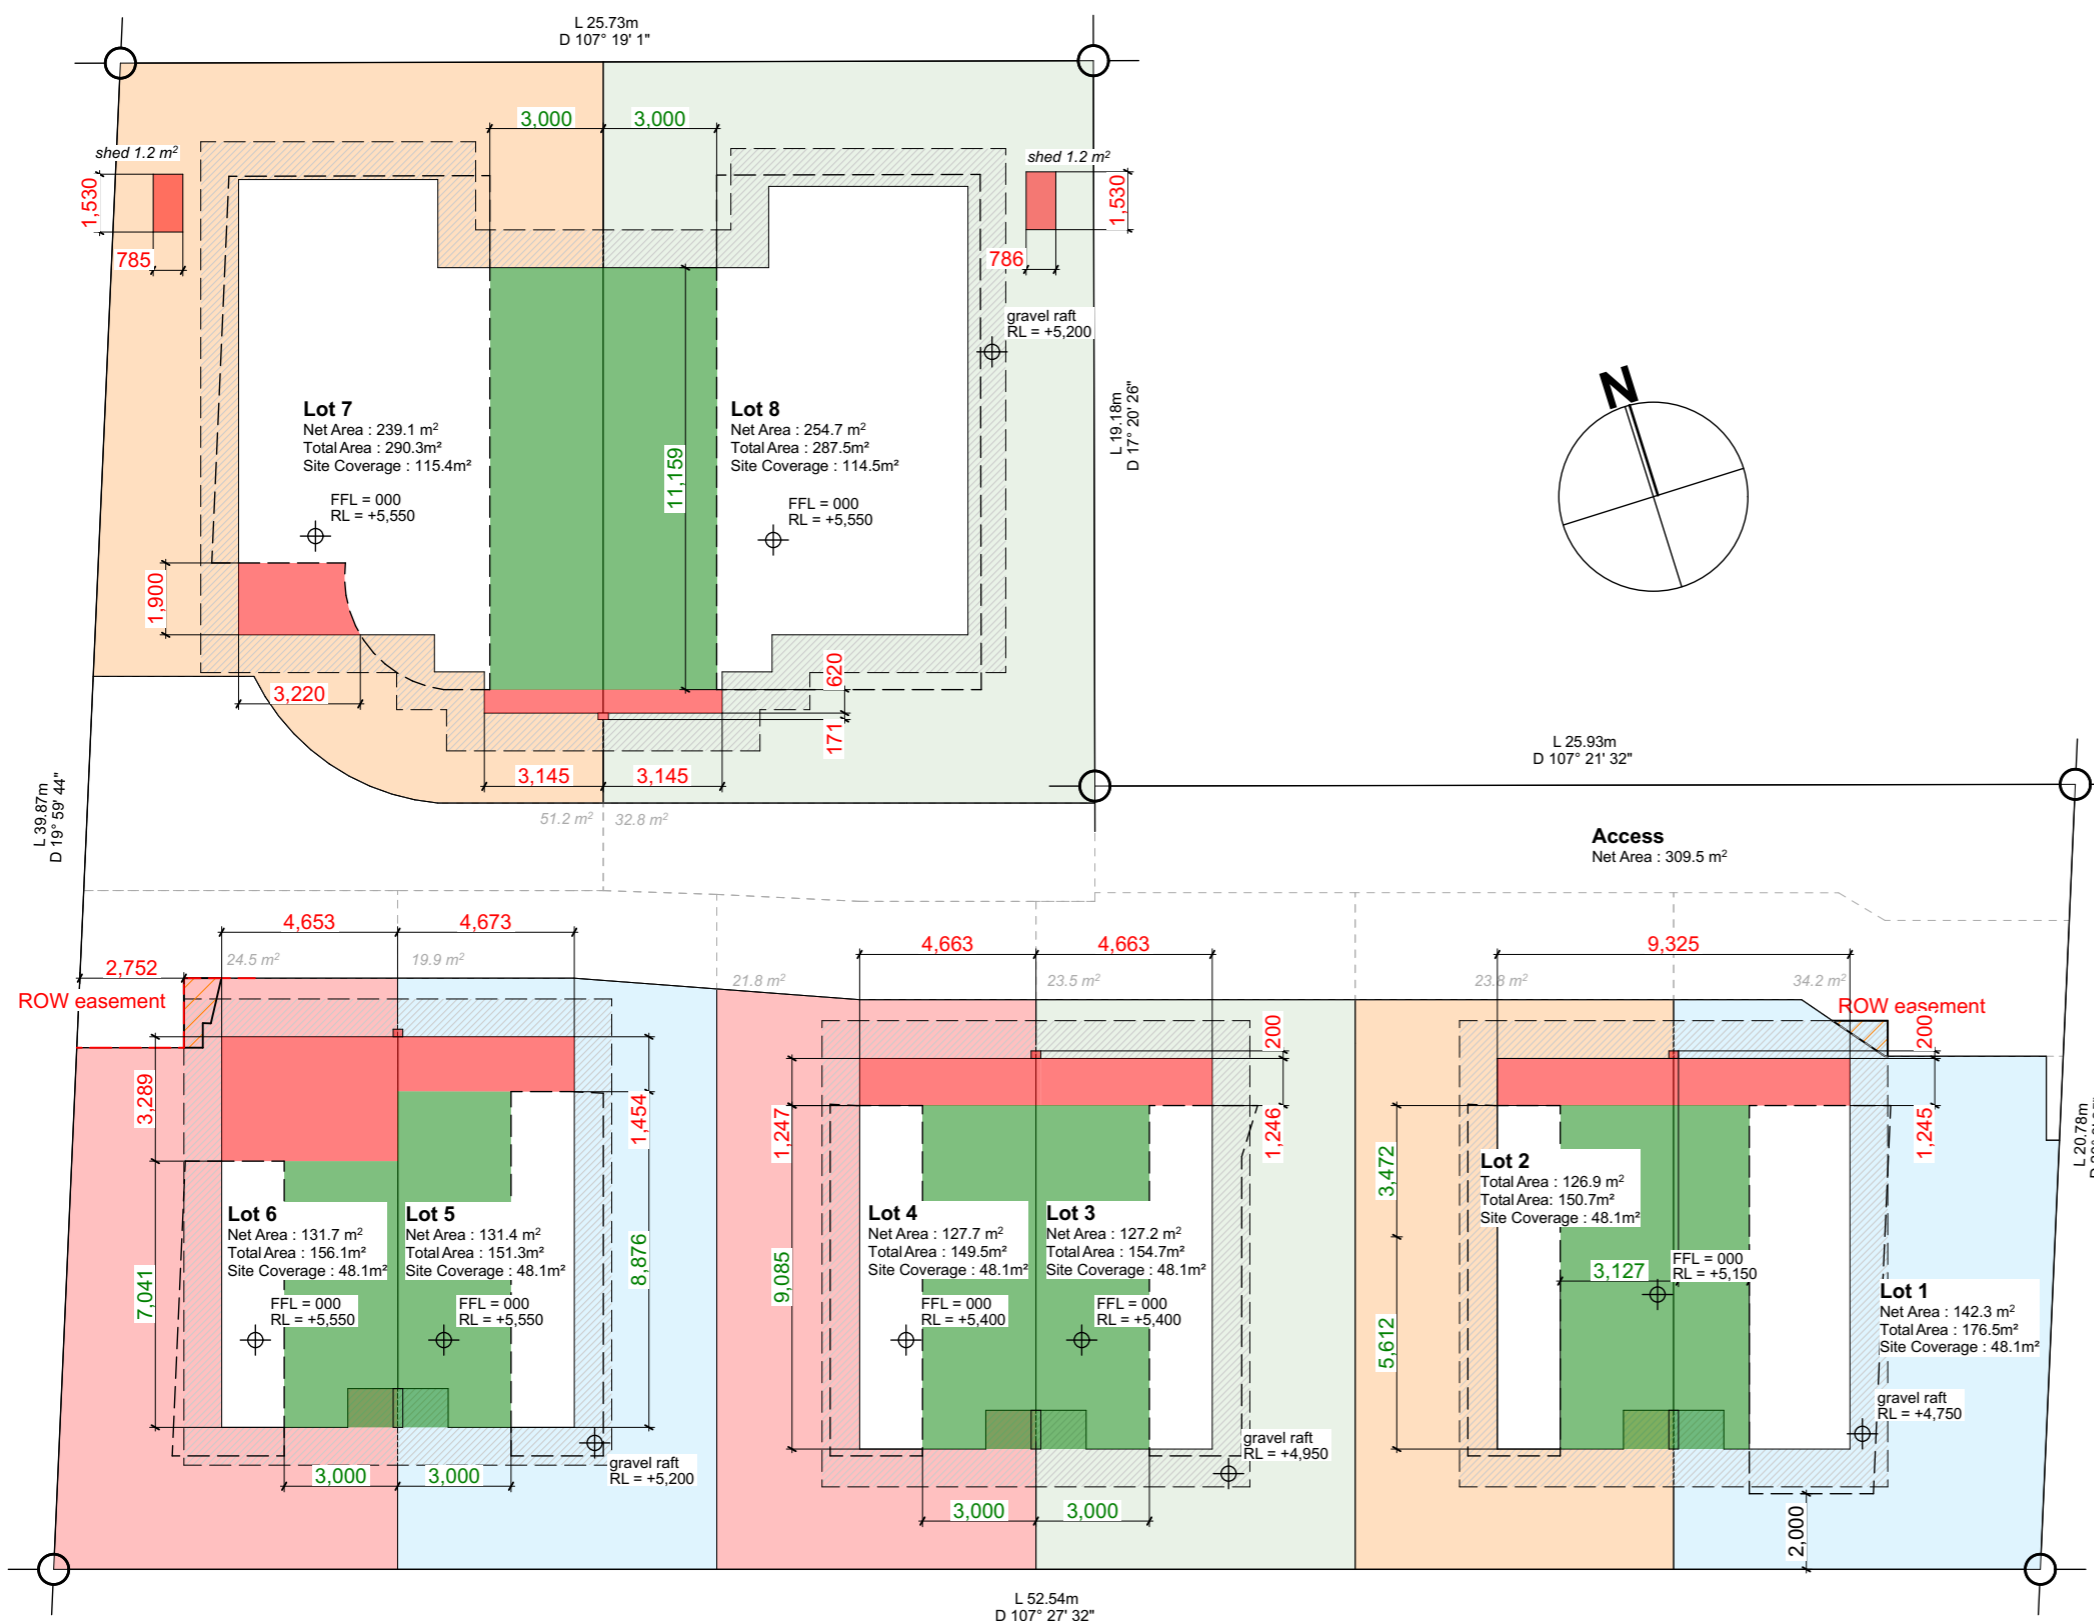 L 25.73m
D 107° 19' 1"
3,000
3,000
shed 1.2 m²
shed 1.2 m²
1,530
1,530
785
786
gravel raft
RL = +5,200
N
Lot 7
Net Area : 239.1 m²
Total Area : 290.3m²
Site Coverage : 115.4m²
FFL = 000
RL = +5,550
Lot 8
Net Area : 254.7 m²
Total Area : 287.5m²
Site Coverage : 114.5m²
FFL = 000
RL = +5,550
11,159
L 19.18m
D 17° 20' 26"
1,900
3,220
620
171
3,145
3,145
L 25.93m
D 107° 21' 32"
L 39.87m
D 19° 59' 44"
51.2 m²
32.8 m²
Access
Net Area : 309.5 m²
4,653
4,673
4,663
4,663
9,325
24.5 m²
19.9 m²
2,752
21.8 m²
23.5 m²
23.8 m²
34.2 m²
ROW easement
ROW easement
200
200
3,289
1,454
1,247
1,246
1,245
L 20.78m
3,472
Lot 2
Total Area : 126.9 m²
Total Area: 150.7m²
Site Coverage : 48.1m²
Lot 6
Net Area : 131.7 m²
Total Area : 156.1m²
Site Coverage : 48.1m²
Lot 5
Net Area : 131.4 m²
Total Area : 151.3m²
Site Coverage : 48.1m²
Lot 4
Net Area : 127.7 m²
Total Area : 149.5m²
Site Coverage : 48.1m²
Lot 3
Net Area : 127.2 m²
Total Area : 154.7m²
Site Coverage : 48.1m²
7,041
8,876
9,085
5,612
3,127
FFL = 000
RL = +5,150
FFL = 000
RL = +5,550
FFL = 000
RL = +5,550
FFL = 000
RL = +5,400
FFL = 000
RL = +5,400
Lot 1
Net Area : 142.3 m²
Total Area : 176.5m²
Site Coverage : 48.1m²
gravel raft
RL = +4,750
gravel raft
RL = +4,950
gravel raft
RL = +5,200
3,000
3,000
3,000
3,000
2,000
L 52.54m
D 107° 27' 32"